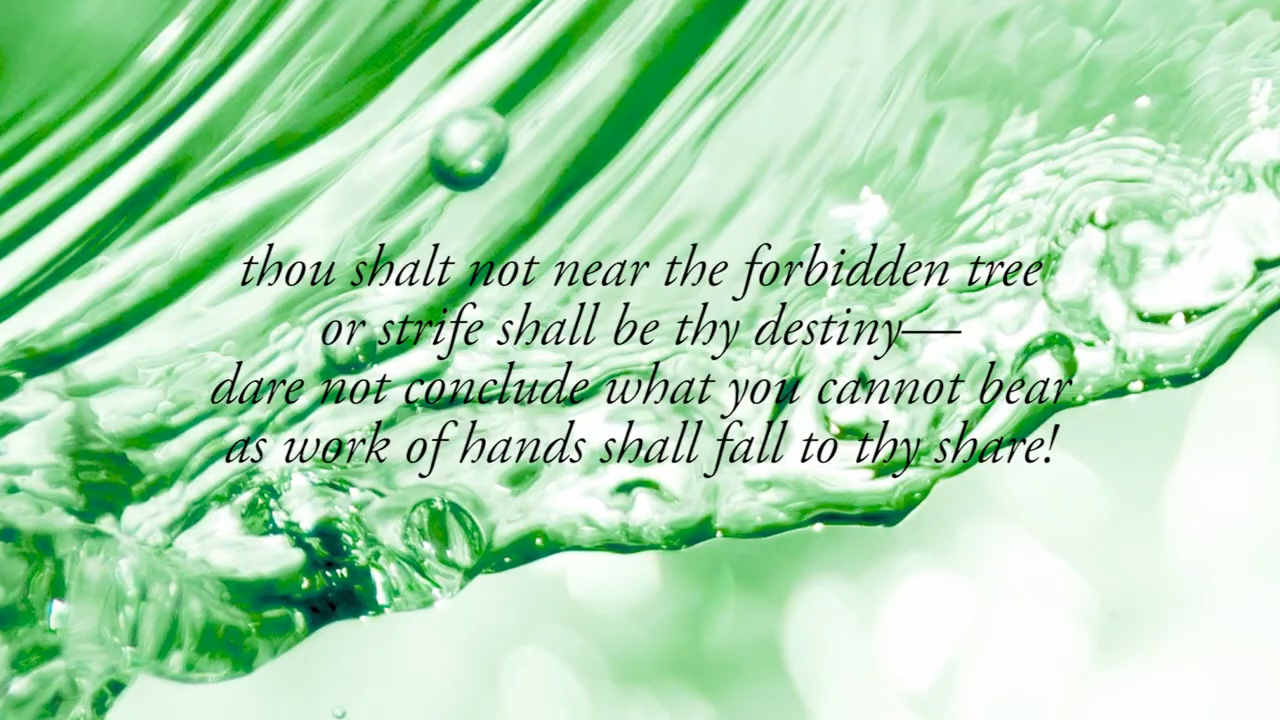 thou shalt not near the forbidden tree
or strife shall be thy destiny—
dare not conclude what you cannot bear
as work of hands shall fall to thy share!